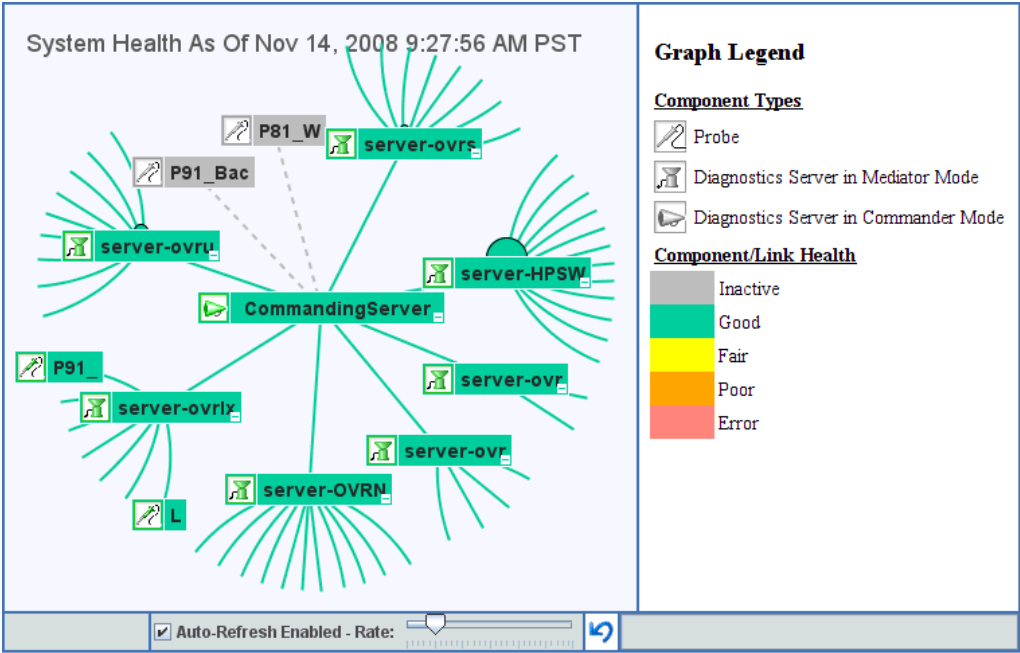 System Health As Of Nov 14, 2008 9:27:56 AM PST
P81_W
server-ovrs
P91_Bac
server-ovru
server-HPSW
CommandingServer
P91_
server-ovr
server-ovrlx
server-ovr
server-OVRN
L
Auto-Refresh Enabled - Rate:
Graph Legend
Component Types
Probe
Diagnostics Server in Mediator Mode
Diagnostics Server in Commander Mode
Component/Link Health
Inactive
Good
Fair
Poor
Error